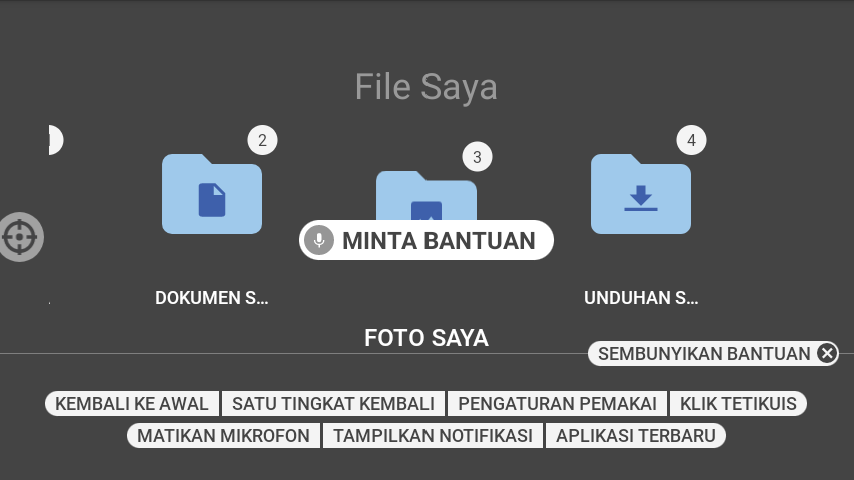 File Saya
2
3
4
MINTA BANTUAN
DOKUMEN S...
UNDUHAN S...
FOTO SAYA
SEMBUNYIKAN BANTUAN
KEMBALI KE AWAL
SATU TINGKAT KEMBALI
PENGATURAN PEMAKAI
KLIK TETIKUIS
MATIKAN MIKROFON
TAMPILKAN NOTIFIKASI
APLIKASI TERBARU